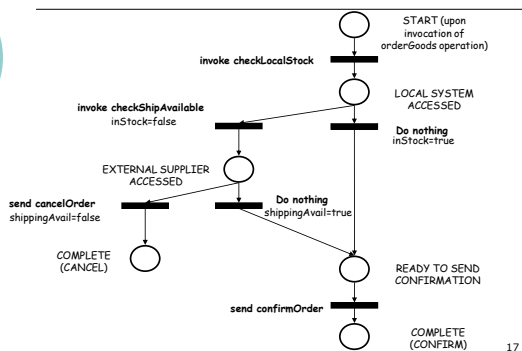 START (upon
invocation of
orderGoods operation)
invoke checkLocalStock
LOCAL SYSTEM
ACCESSED
invoke checkShipAvailable
inStock=false
Do nothing
inStock=true
EXTERNAL SUPPLIER
ACCESSED
send cancelOrder
shippingAvail=false
Do nothing
shippingAvail=true
COMPLETE
(CANCEL)
READY TO SEND
CONFIRMATION
send confirmOrder
COMPLETE
(CONFIRM)
17